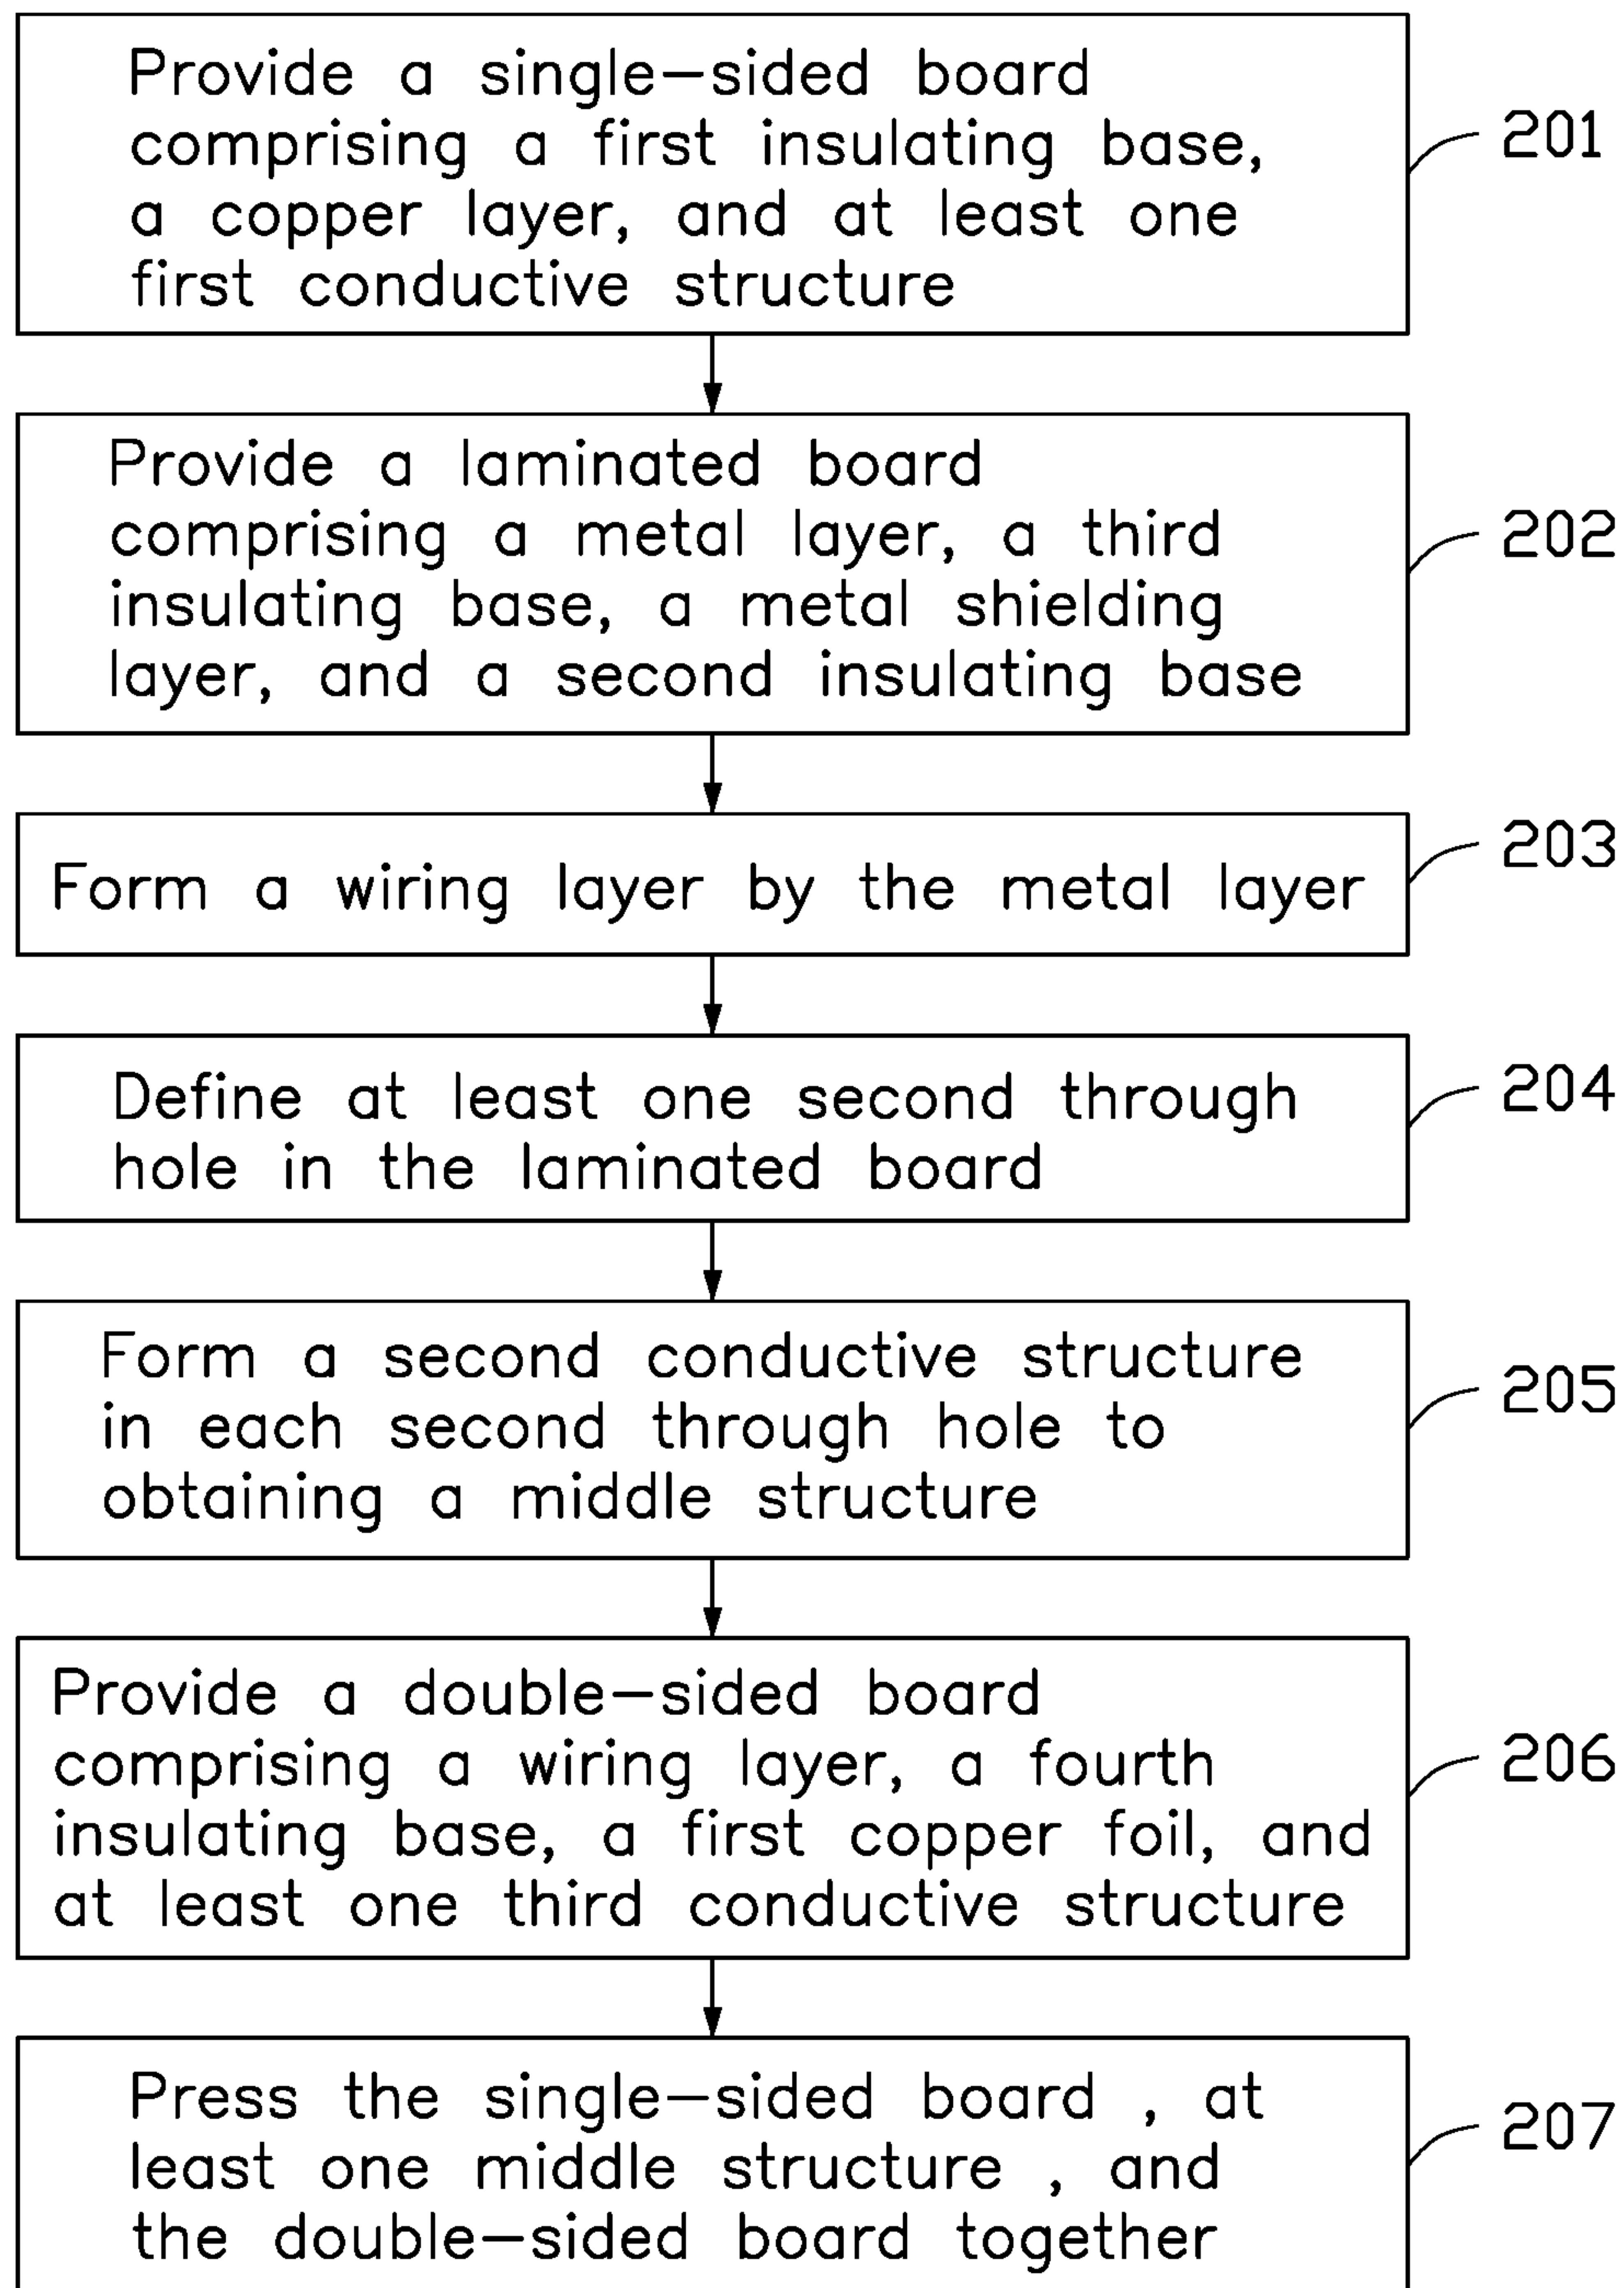 Provide a single-sided board
comprising a first insulating base,
a copper layer, and at least one
first conductive structure
201
Provide a laminated board
comprising a metal layer, a third
insulating base, a metal shielding
layer, and a second insulating base
202
Form a wiring layer by the metal layer
203
Define at least one second through
hole in the laminated board
204
Form a second conductive structure
in each second through hole to
obtaining a middle structure
205
Provide a double-sided board
comprising a wiring layer, a fourth
insulating base, a first copper foil, and
at least one third conductive structure
206
Press the single-sided board , at
least one middle structure , and
the double-sided board together
207